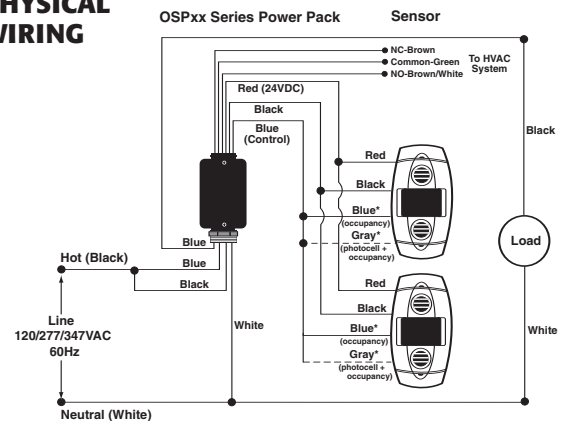 PHYSICAL
WIRING
OSPxx Series Power Pack
Sensor
NC-Brown
Common-Green
NO-Brown/White
To HVAC
System
Red (24VDC)
Black
Blue
(Control)
Black
Red
Black
Blue*
(occupancy)
Gray*
(photocell +
occupancy)
Load
Blue
Hot (Black)
Blue
Black
Line
120/277/347VAC
60Hz
White
Red
Black
Blue*
(occupancy)
Gray*
(photocell +
occupancy)
White
Neutral (White)